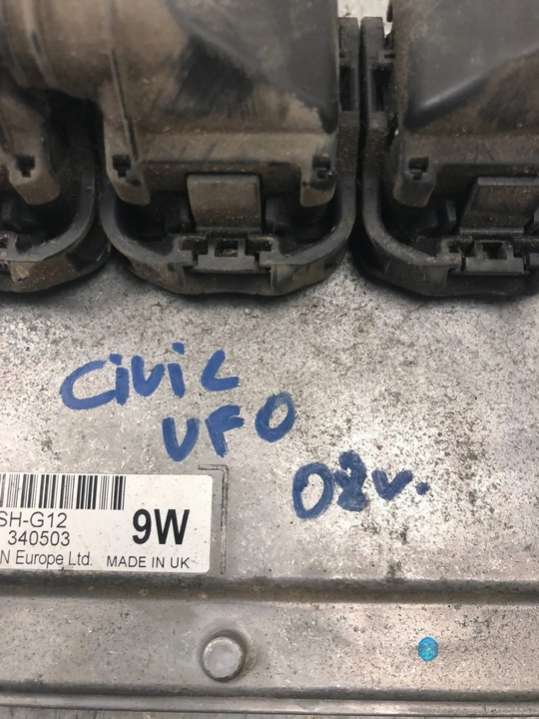 Civic
UFO
08v.
SH-G12
340503
9W
N Europe Ltd. MADE IN UK